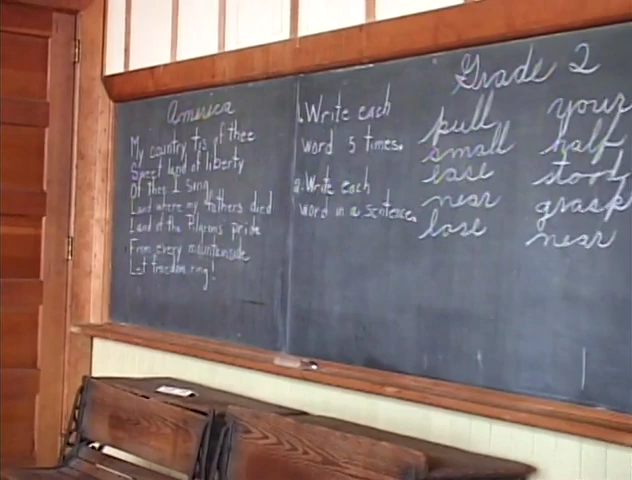 America
My country tis of thee
Sweet land of liberty
Of thee I sing
Land where my fathers died
Land of the Pilgrims pride
From every mountainside
Let freedom ring!
1. Write each
word 5 times.
2. Write each
word in a sentence.
Grade 2
pull your
small half
ease stood
near grasp
lose near